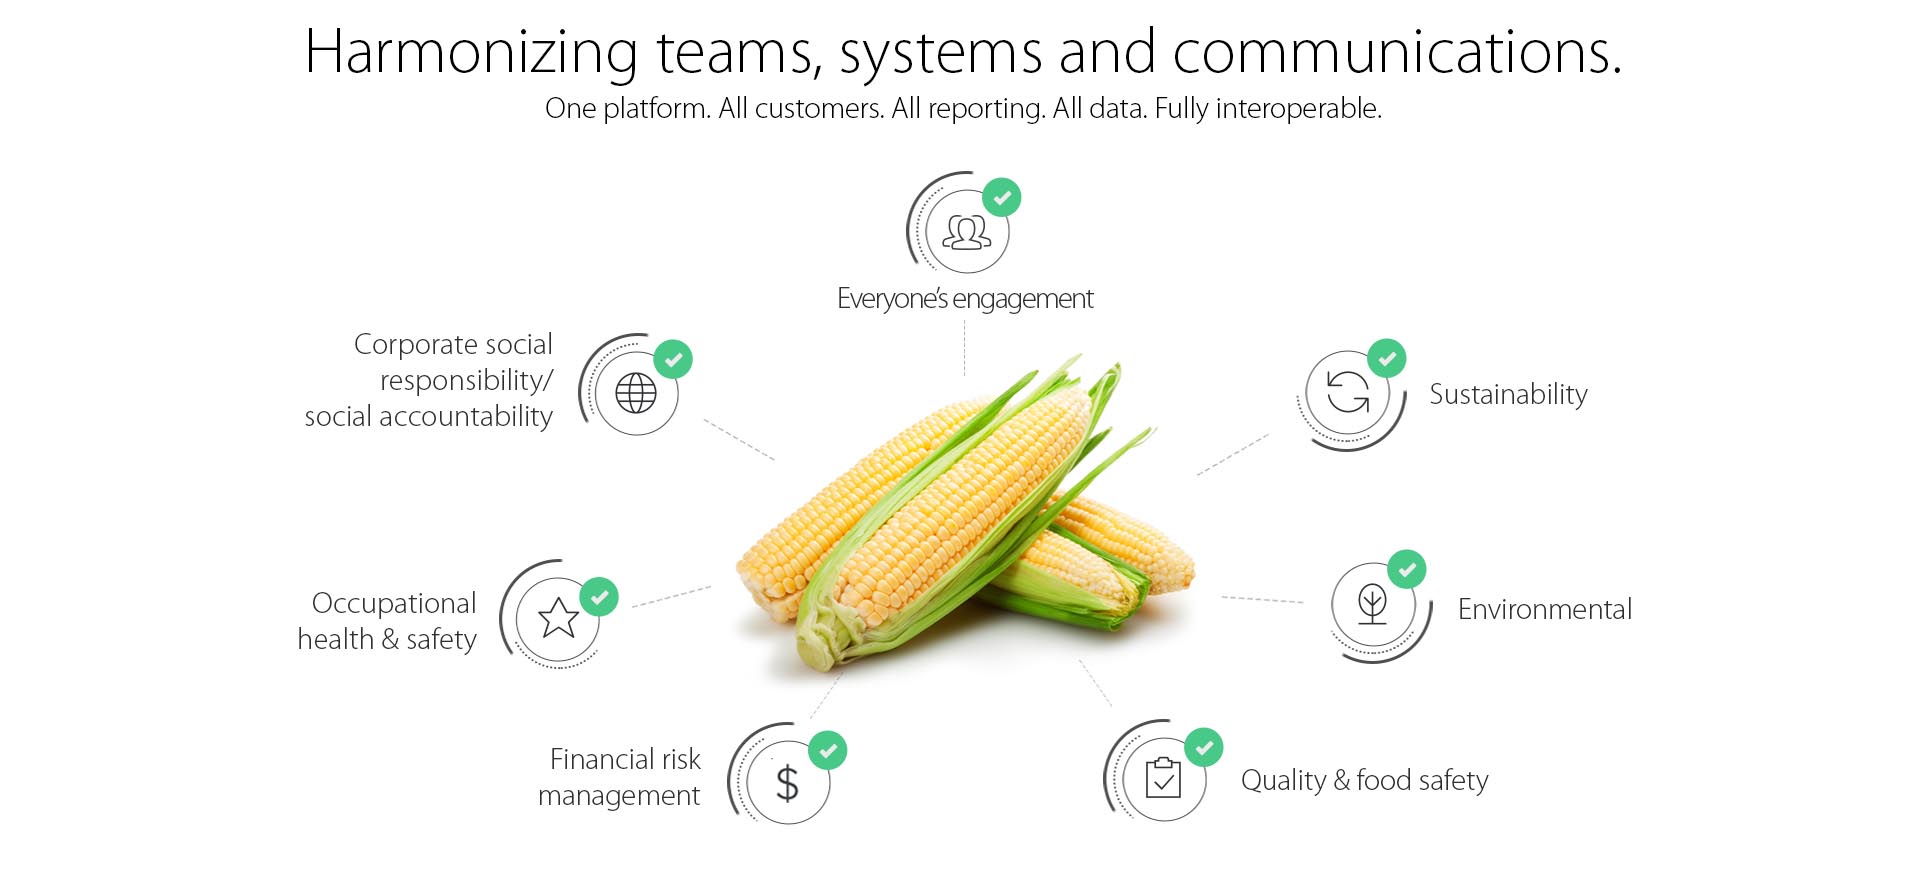 Harmonizing teams, systems and communications.
One platform. All customers. All reporting. All data. Fully interoperable.
Everyone's engagement
Corporate social
responsibility/
social accountability
Sustainability
Occupational
health & safety
Environmental
Financial risk
management
$
Quality & food safety